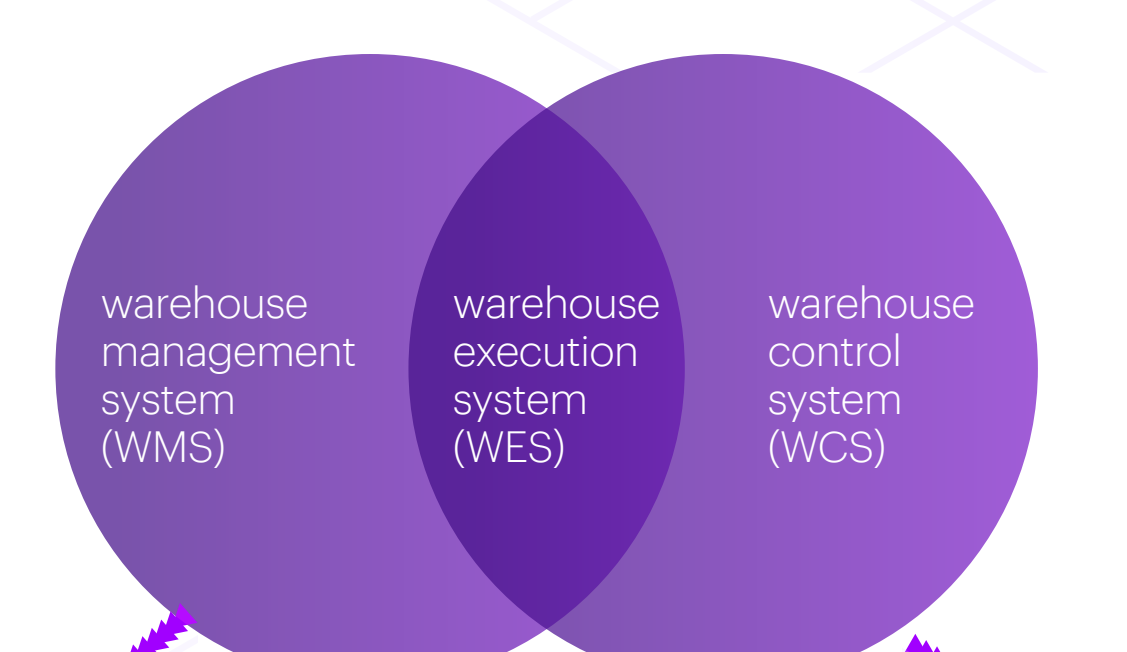 warehouse
management
system
(WMS)
warehouse
execution
system
(WES)
warehouse
control
system
(WCS)